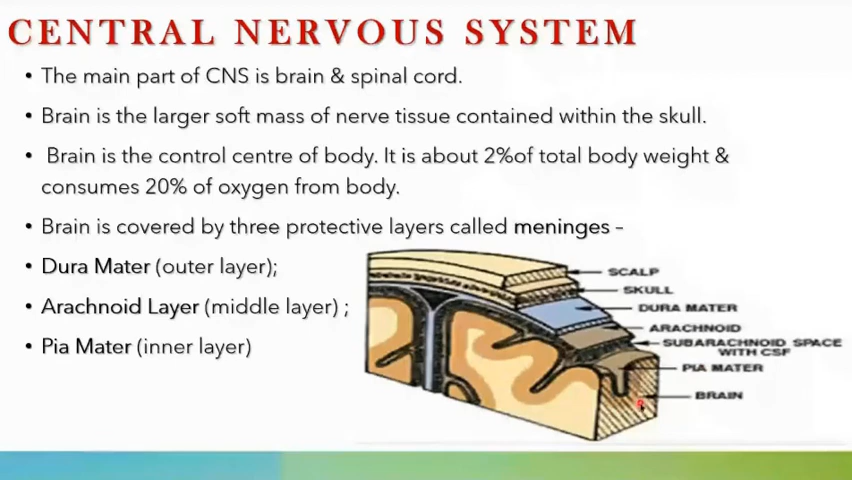 CENTRAL NERVOUS SYSTEM
• The main part of CNS is brain & spinal cord.
• Brain is the larger soft mass of nerve tissue contained within the skull.
• Brain is the control centre of body. It is about 2%of total body weight &
consumes 20% of oxygen from body.
• Brain is covered by three protective layers called meninges –
• Dura Mater (outer layer);
• Arachnoid Layer (middle layer) ;
• Pia Mater (inner layer)
SCALP
SKULL
DURA MATER
ARACHNOID
SUBARACHNOID SPACE
WITH CSF
PIA MATER
BRAIN